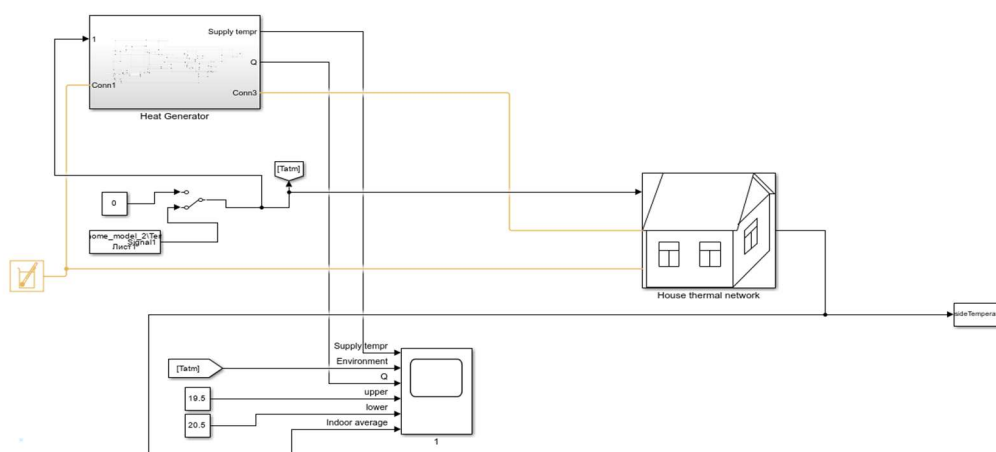 Supply tempr
1
Q
Conn1
Conn3
Heat Generator
[Tatm]
0
ome_model_2\Te
Signal1
Лист1
House thermal network
sideTempera
Supply tempr
[Tatm]
Environment
Q
19.5
upper
20.5
lower
Indoor average
1